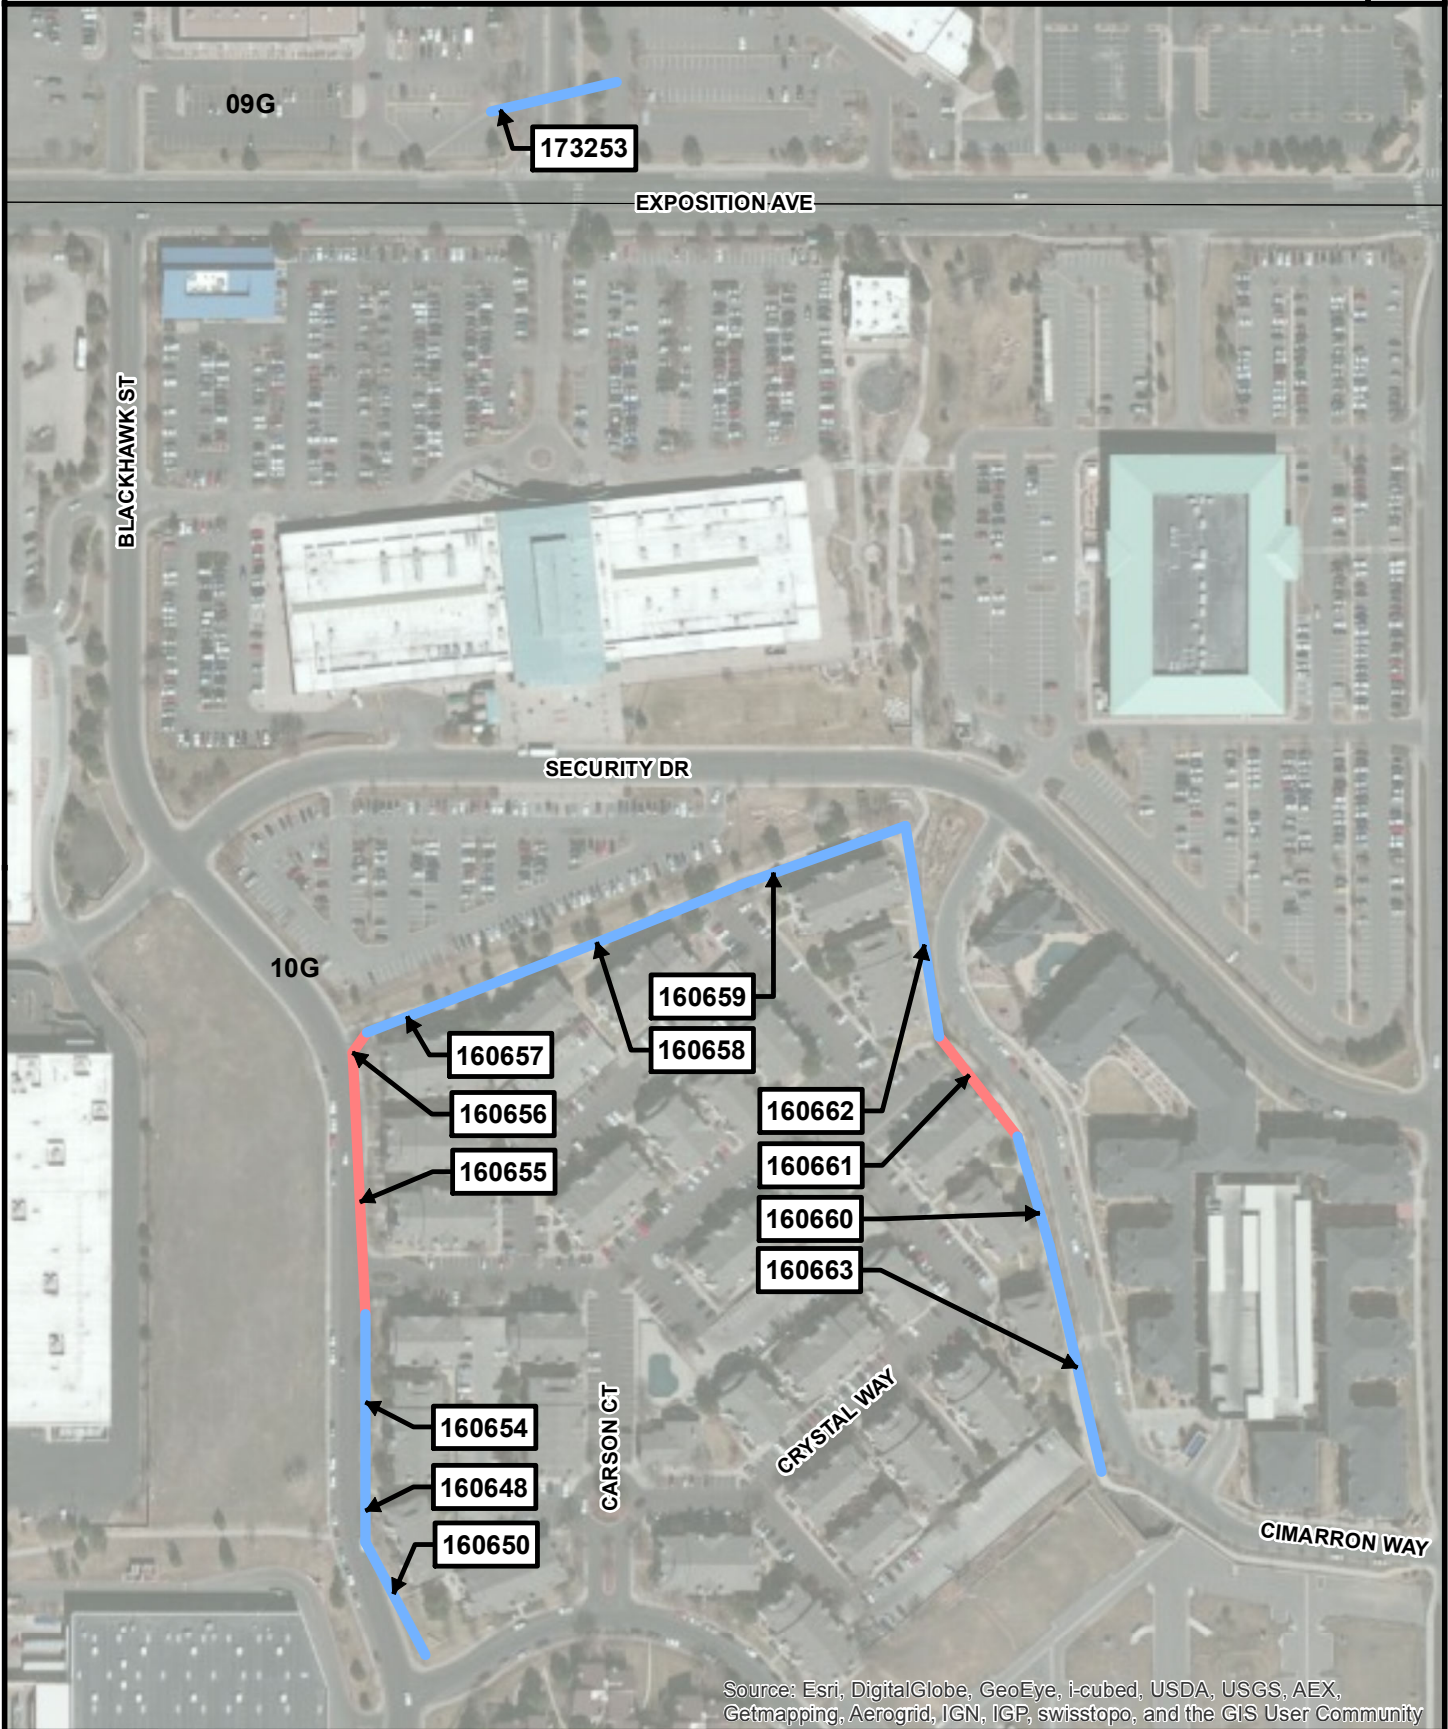 09G
173253
EXPOSITION AVE
BLACKHAWK ST
SECURITY DR
10G
160659
160658
160657
160656
160655
160662
160661
160660
160663
160654
160648
160650
CARSON CT
CRYSTAL WAY
CIMARRON WAY
Source: Esri, DigitalGlobe, GeoEye, i-cubed, USDA, USGS, AEX,
Getmapping, Aerogrid, IGN, IGP, swisstopo, and the GIS User Community